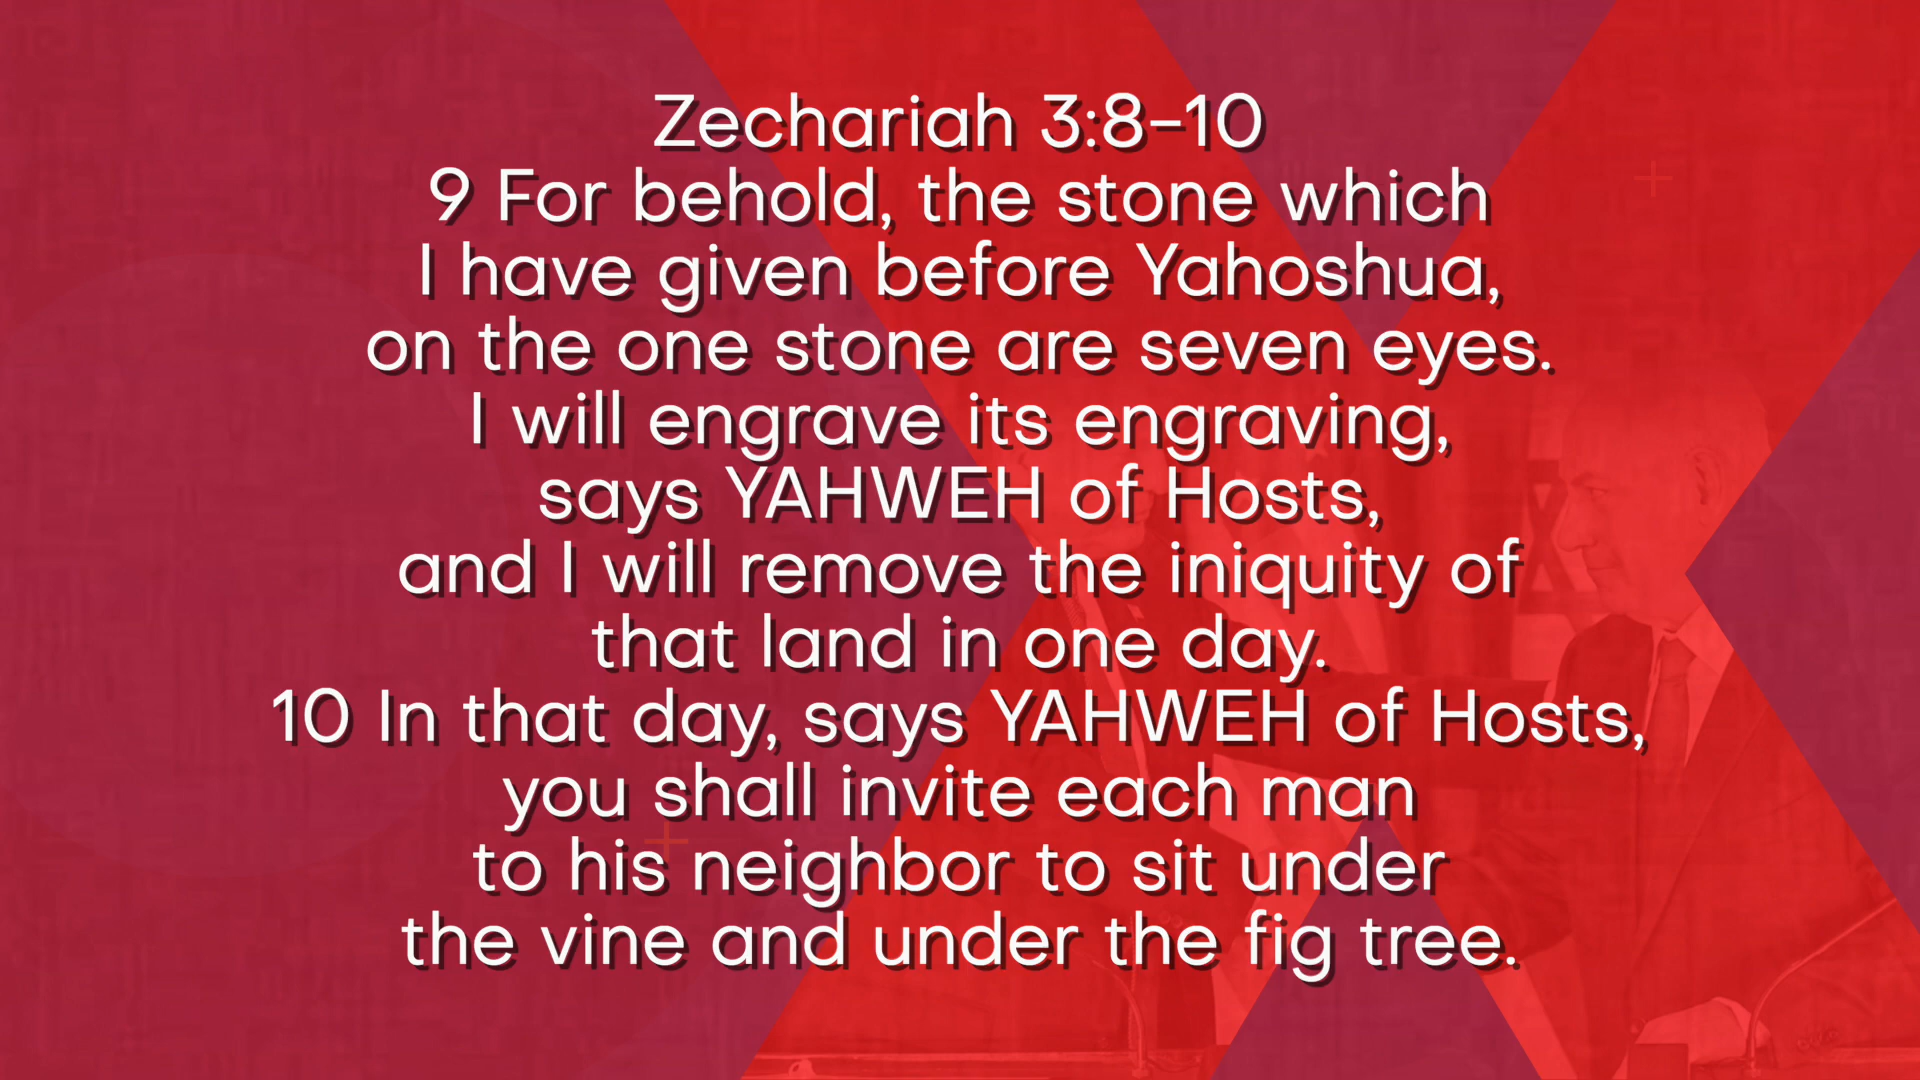 Zechariah 3:8–10
9 For behold, the stone which
I have given before Yahoshua,
on the one stone are seven eyes.
I will engrave its engraving,
says YAHWEH of Hosts,
and I will remove the iniquity of
that land in one day.
10 In that day, says YAHWEH of Hosts,
you shall invite each man
to his neighbor to sit under
the vine and under the fig tree.